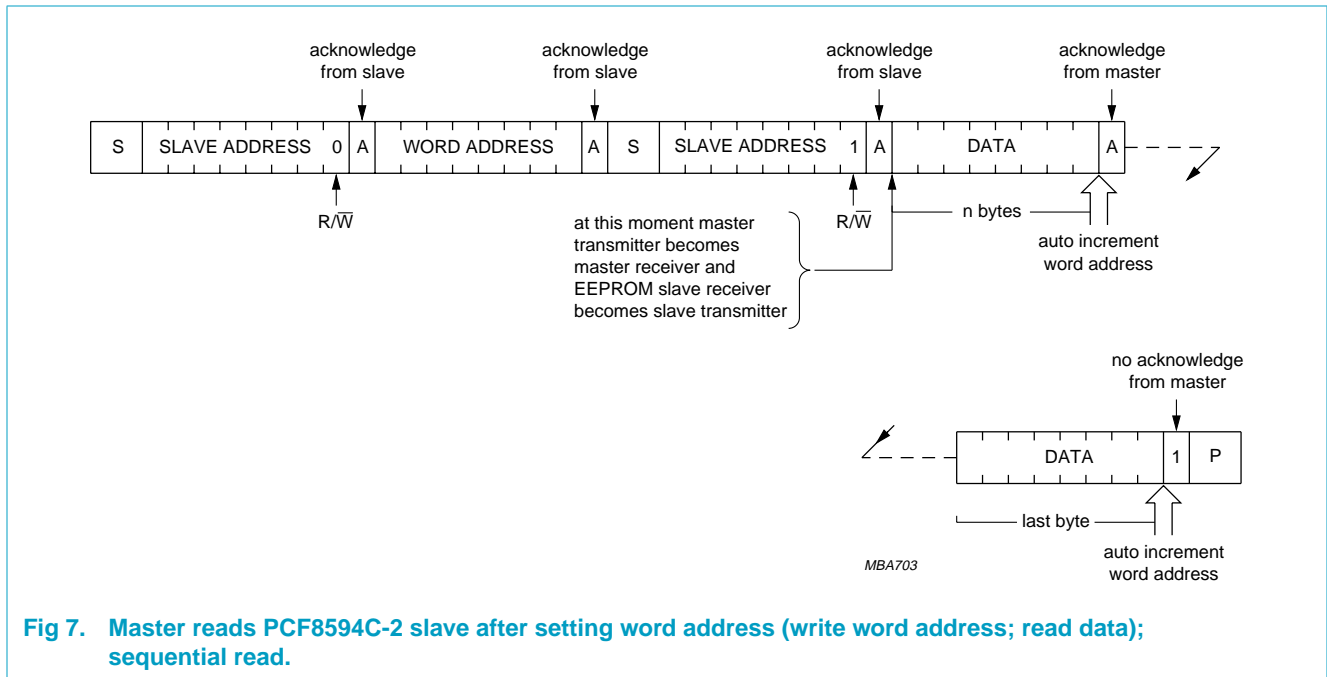 acknowledge
from slave
acknowledge
from slave
acknowledge
from slave
acknowledge
from master
S SLAVE ADDRESS 0 A WORD ADDRESS A S SLAVE ADDRESS 1 A DATA A
R/W̅
R/W̅
n bytes
at this moment master
transmitter becomes
master receiver and
EEPROM slave receiver
becomes slave transmitter
auto increment
word address
no acknowledge
from master
DATA 1 P
last byte
auto increment
word address
MBA703
Fig 7. Master reads PCF8594C-2 slave after setting word address (write word address; read data);
sequential read.